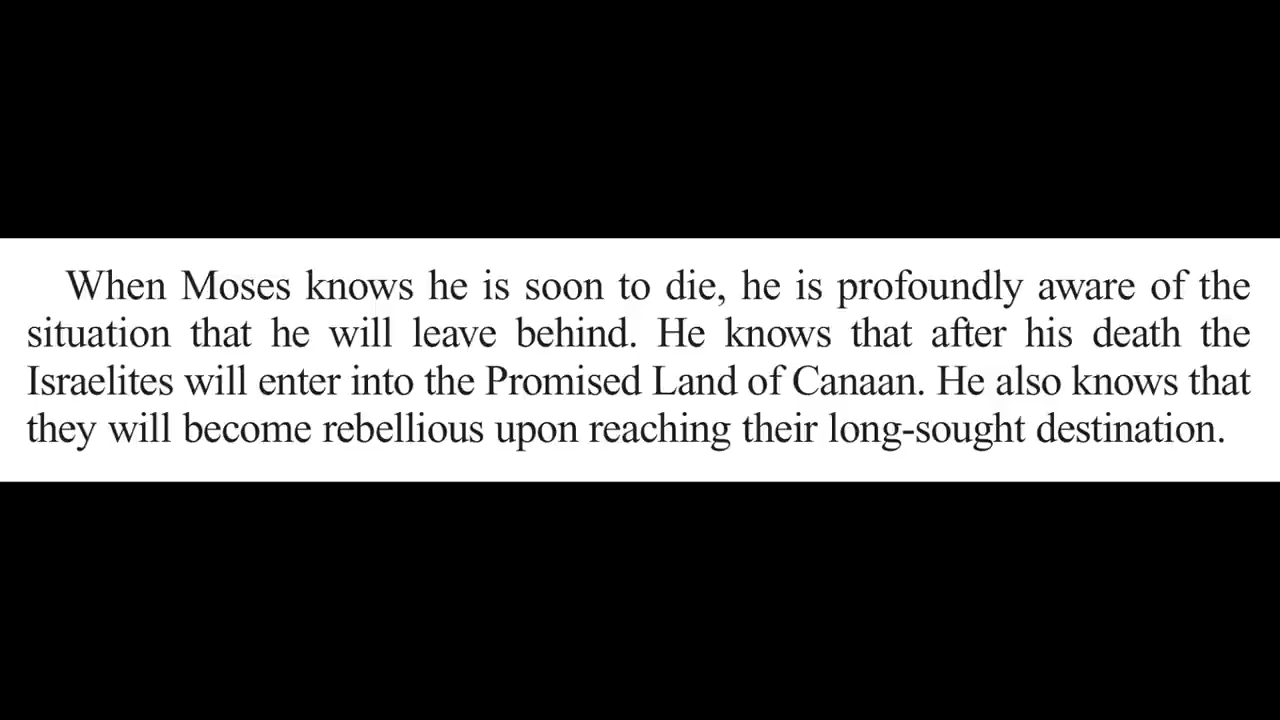 When Moses knows he is soon to die, he is profoundly aware of the
situation that he will leave behind. He knows that after his death the
Israelites will enter into the Promised Land of Canaan. He also knows that
they will become rebellious upon reaching their long-sought destination.